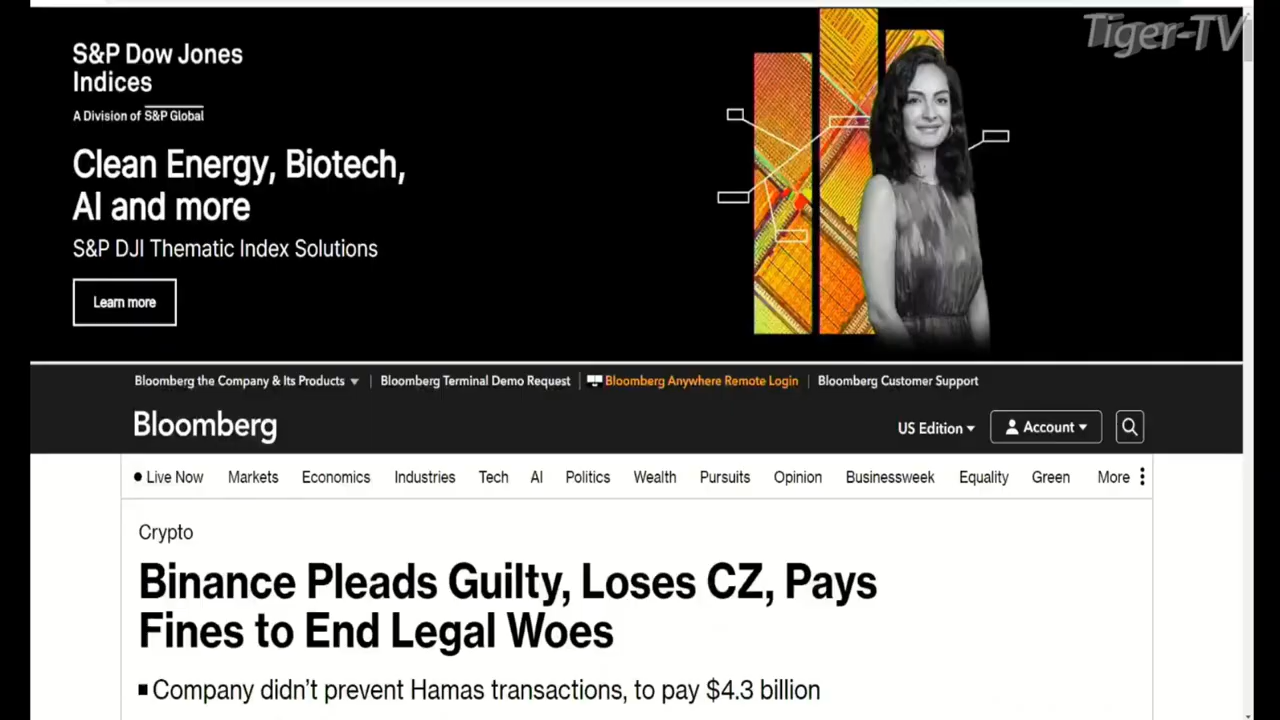 Tiger-TV
S&P Dow Jones
Indices
A Division of S&P Global
Clean Energy, Biotech,
AI and more
S&P DJI Thematic Index Solutions
Learn more
Bloomberg the Company & Its Products
Bloomberg Terminal Demo Request
Bloomberg Anywhere Remote Login
Bloomberg Customer Support
Bloomberg
US Edition
Account
Live Now Markets Economics Industries Tech AI Politics Wealth Pursuits Opinion Businessweek Equality Green More
Crypto
Binance Pleads Guilty, Loses CZ, Pays
Fines to End Legal Woes
Company didn't prevent Hamas transactions, to pay $4.3 billion